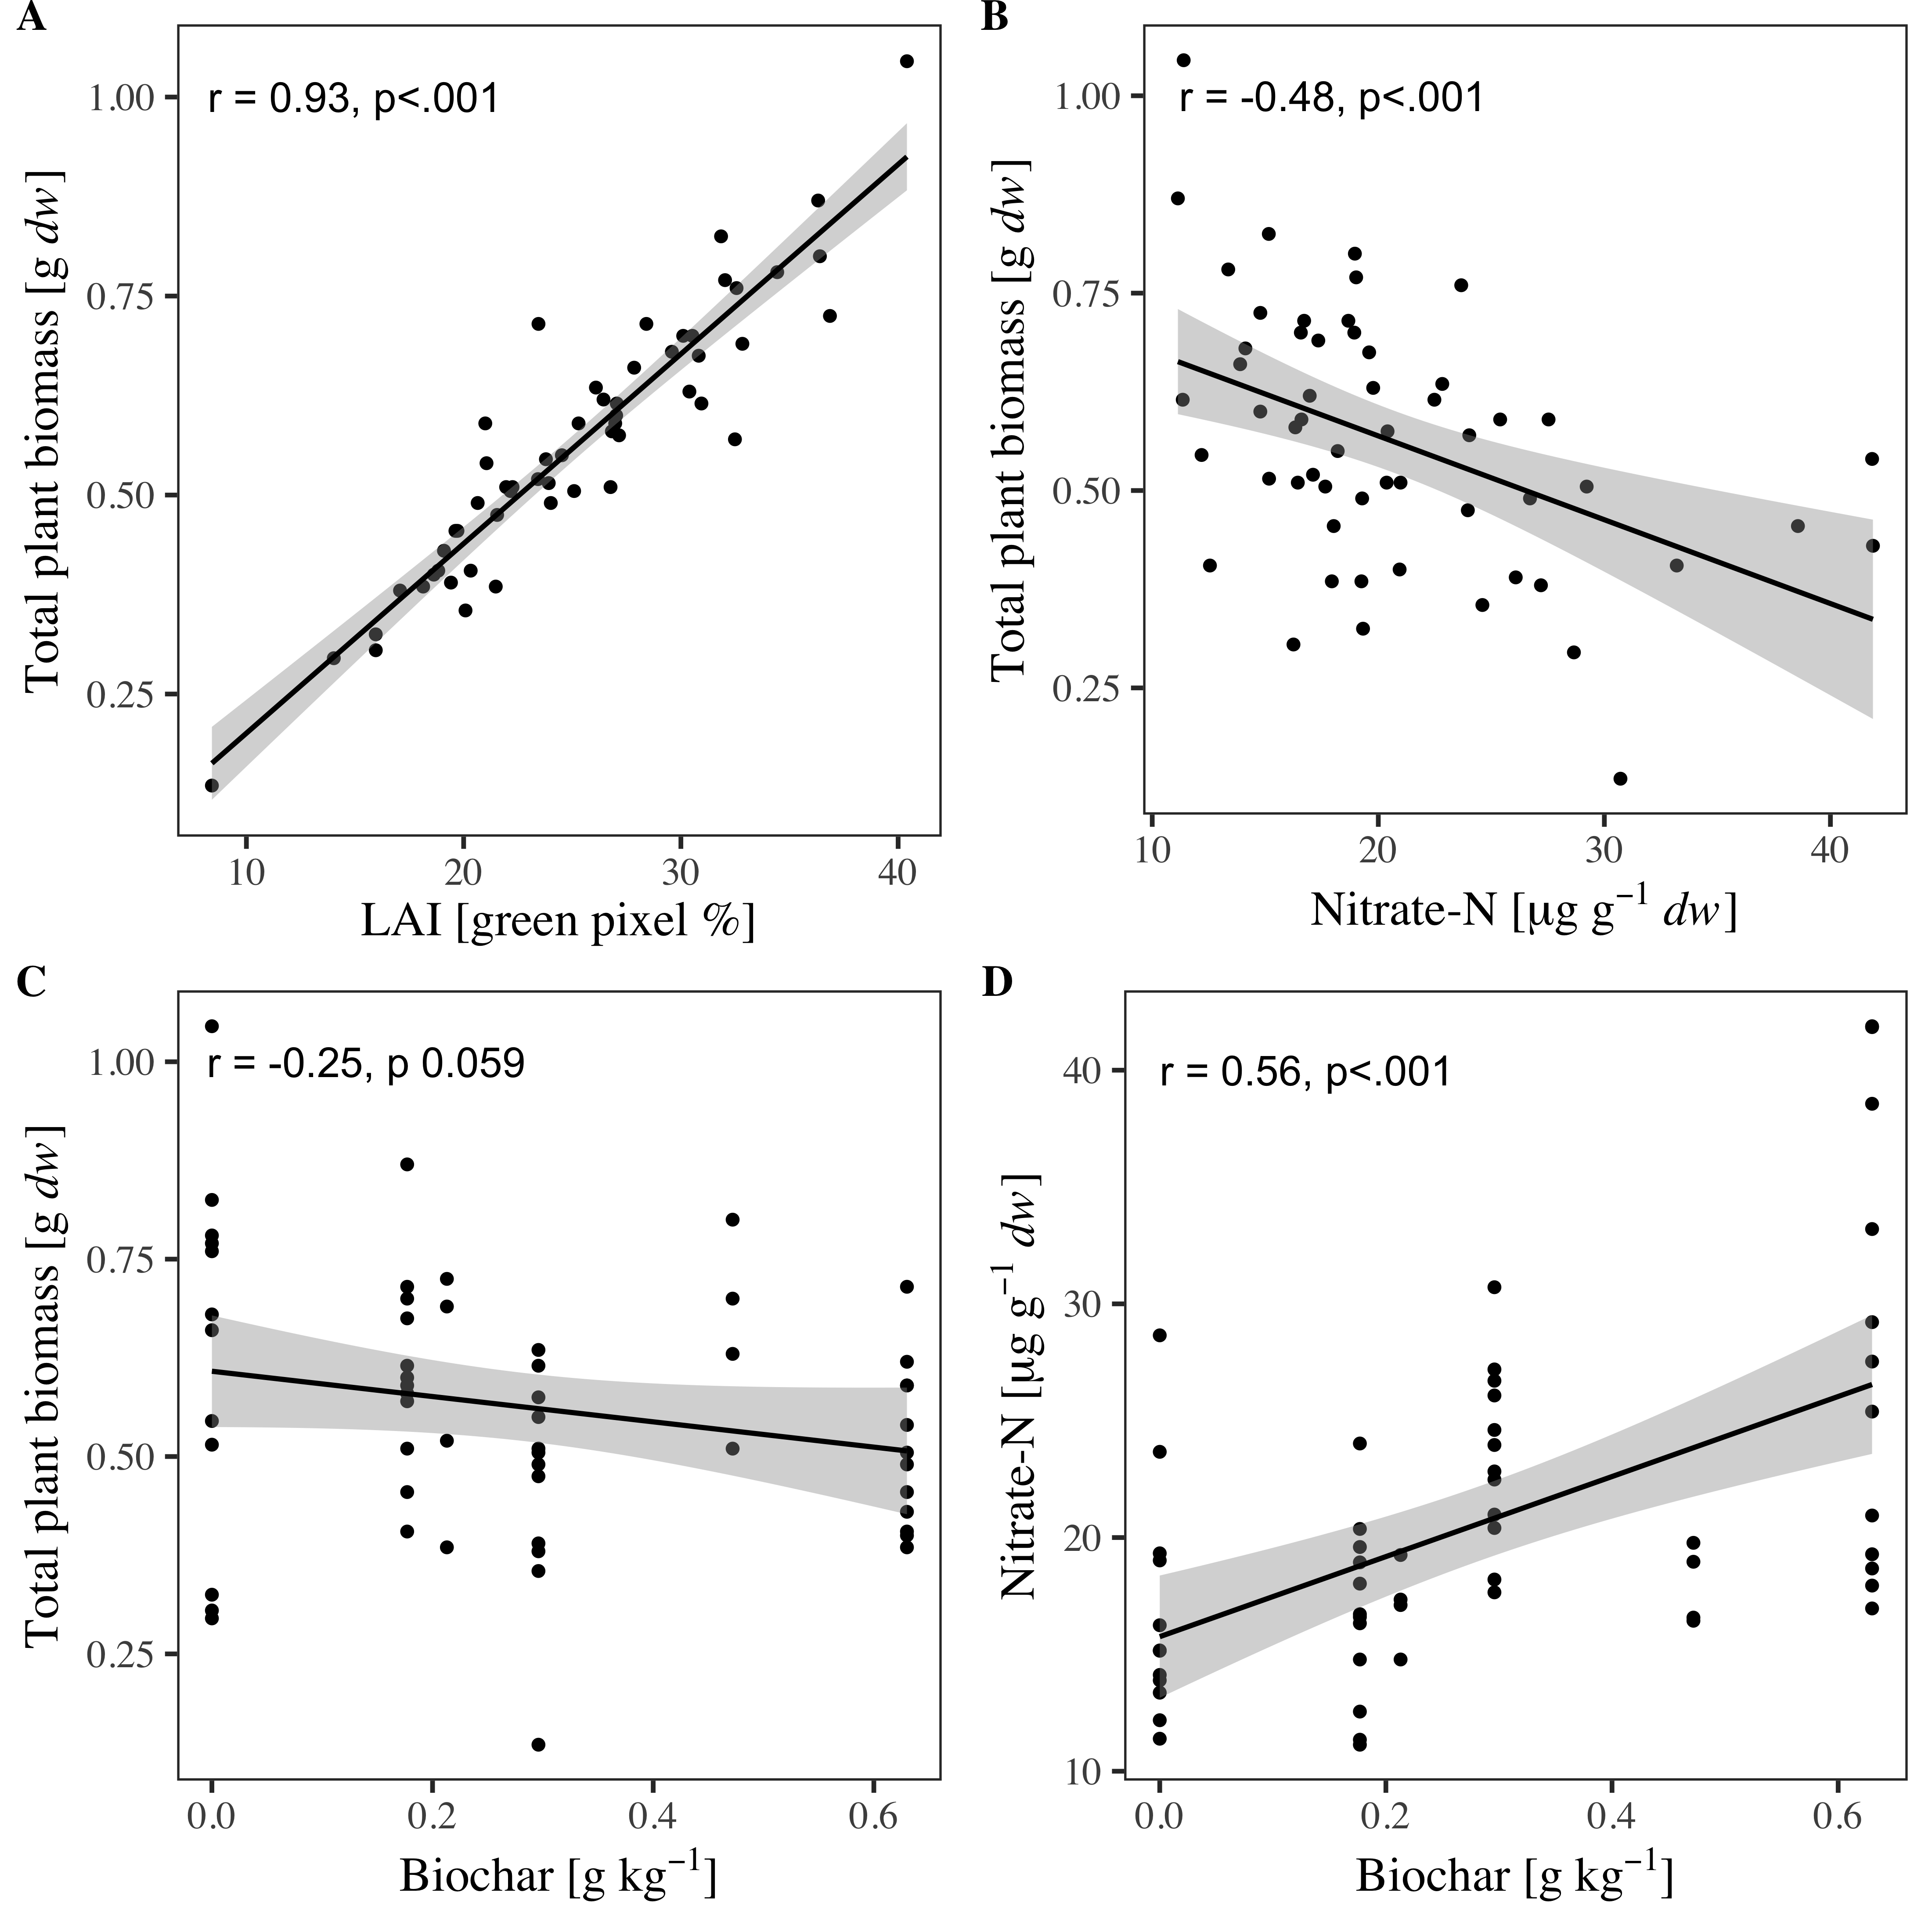 A
r = 0.93, p<.001
Total plant biomass [g dw]
1.00
0.75
0.50
0.25
10 20 30 40
LAI [green pixel %]
B
r = -0.48, p<.001
Total plant biomass [g dw]
1.00
0.75
0.50
0.25
10 20 30 40
Nitrate-N [µg g⁻¹ dw]
C
r = -0.25, p 0.059
Total plant biomass [g dw]
1.00
0.75
0.50
0.25
0.0 0.2 0.4 0.6
Biochar [g kg⁻¹]
D
r = 0.56, p<.001
Nitrate-N [µg g⁻¹ dw]
40
30
20
10
0.0 0.2 0.4 0.6
Biochar [g kg⁻¹]